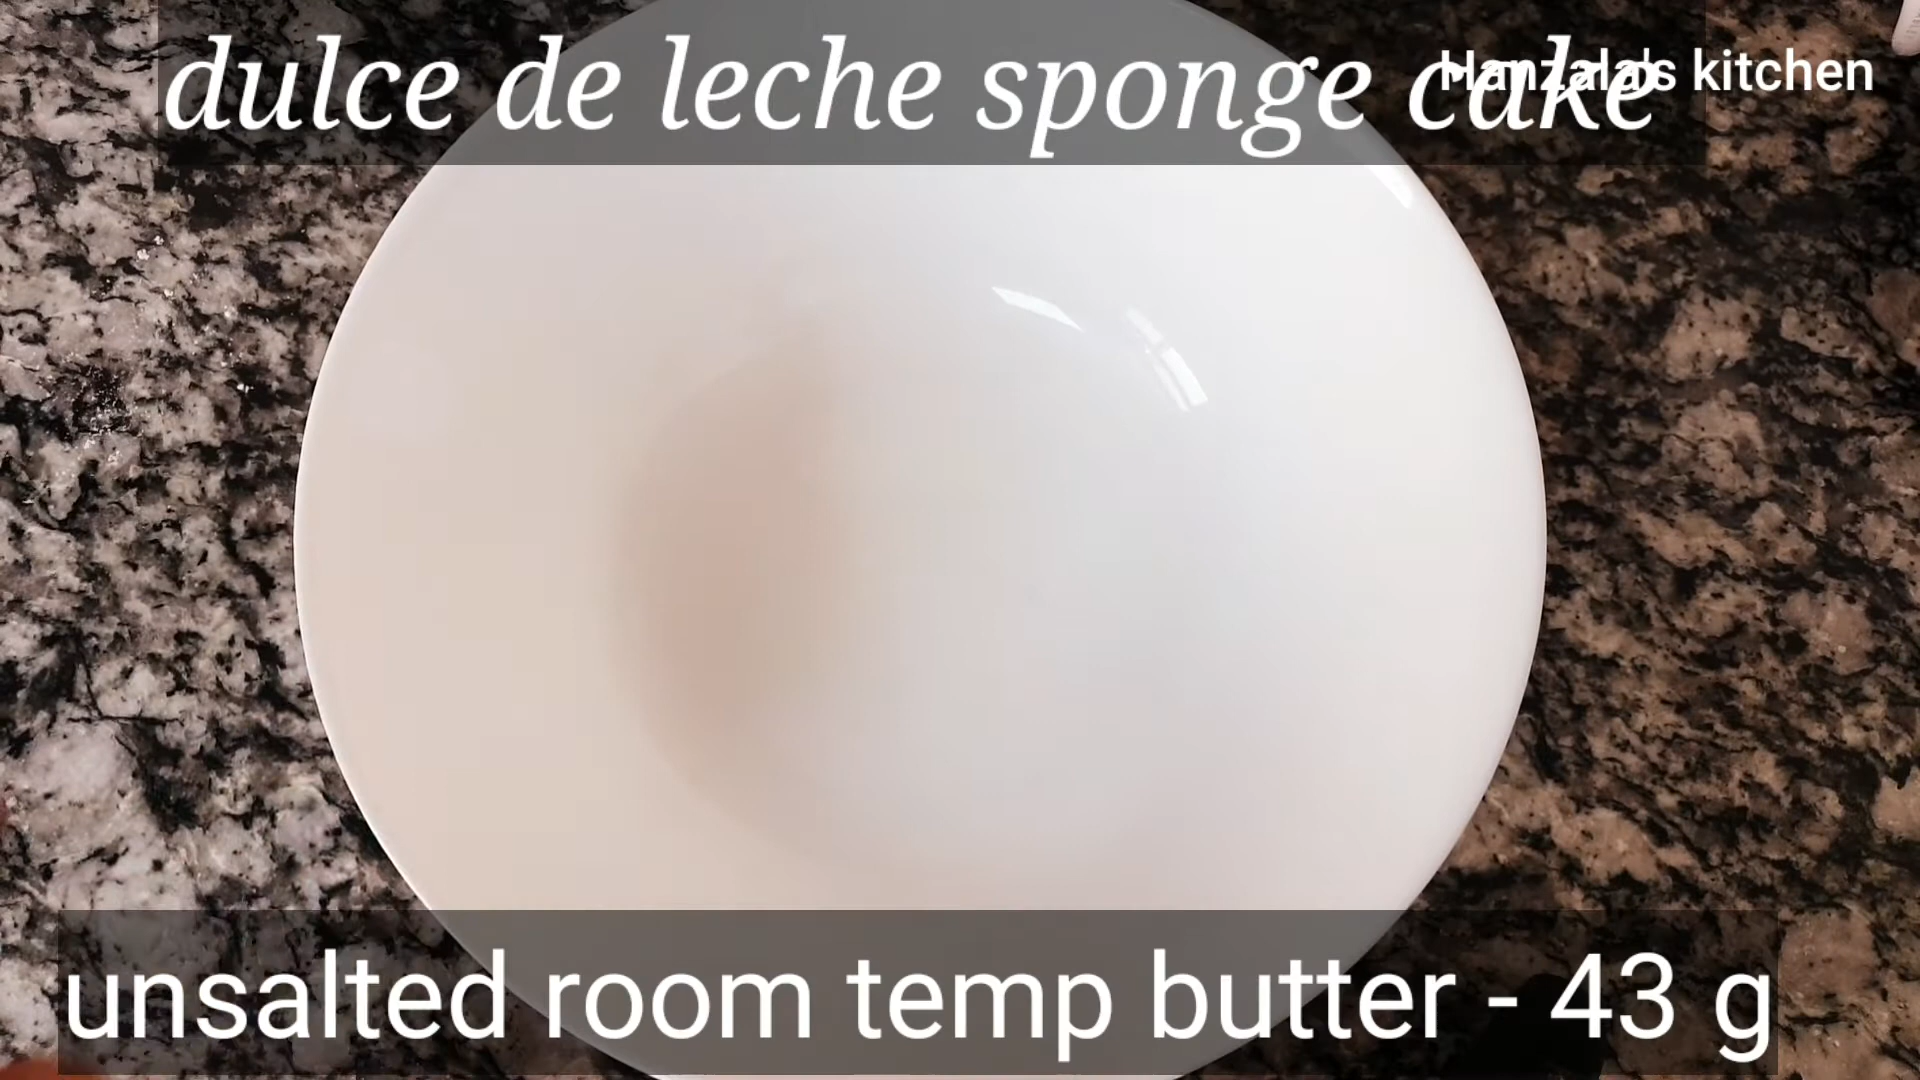 dulce de leche sponge cake
Hanzala's kitchen
unsalted room temp butter - 43 g